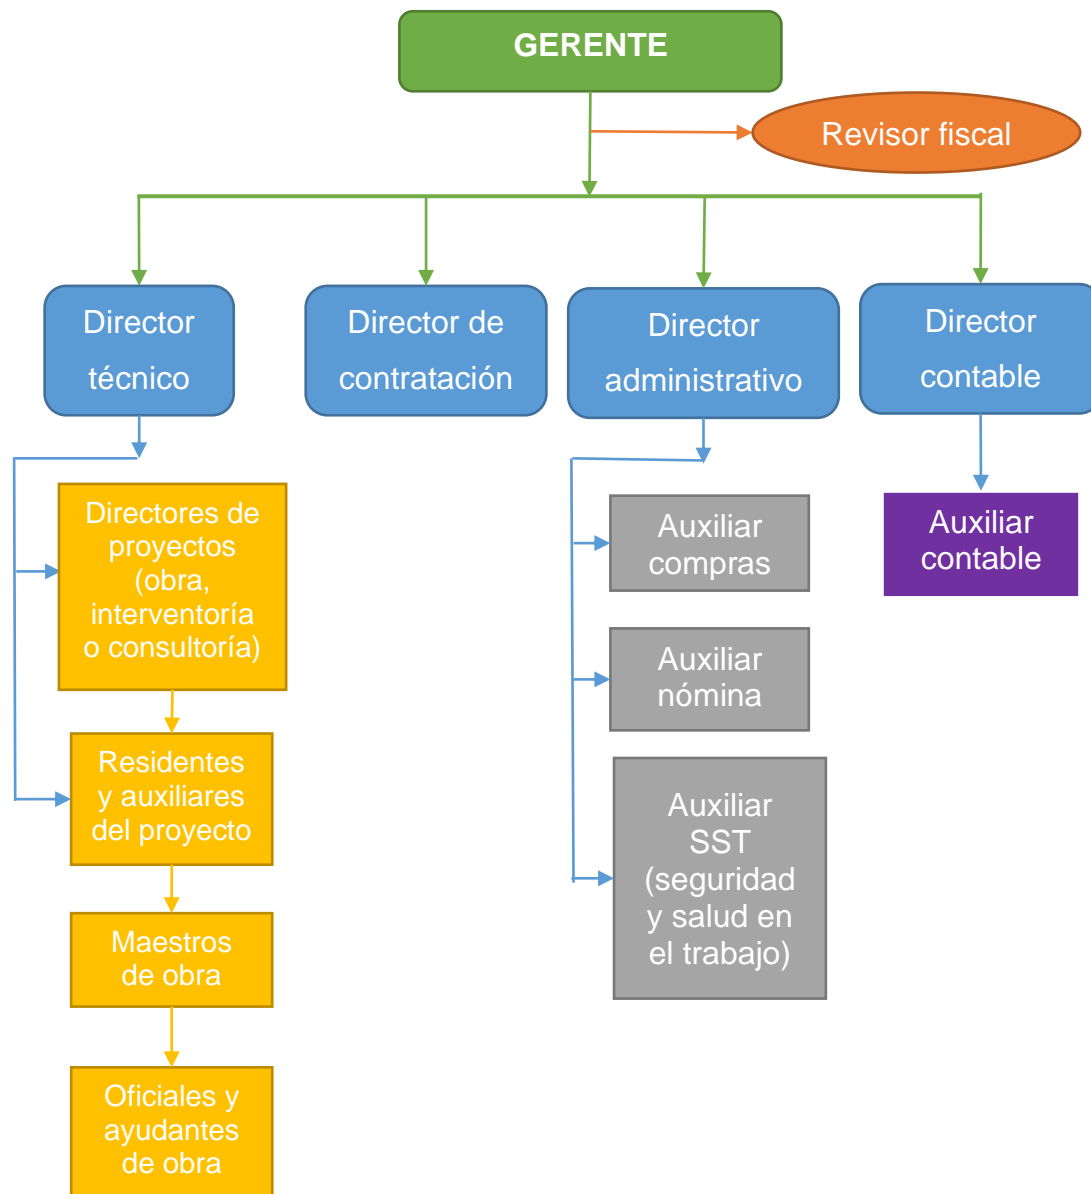 GERENTE
Revisor fiscal
Director
técnico
Director de
contratación
Director
administrativo
Director
contable
Directores de
proyectos
(obra,
interventoría
o consultoría)
Residentes
y auxiliares
del proyecto
Maestros
de obra
Oficiales y
ayudantes
de obra
Auxiliar
compras
Auxiliar
nómina
Auxiliar
SST
(seguridad
y salud en
el trabajo)
Auxiliar
contable